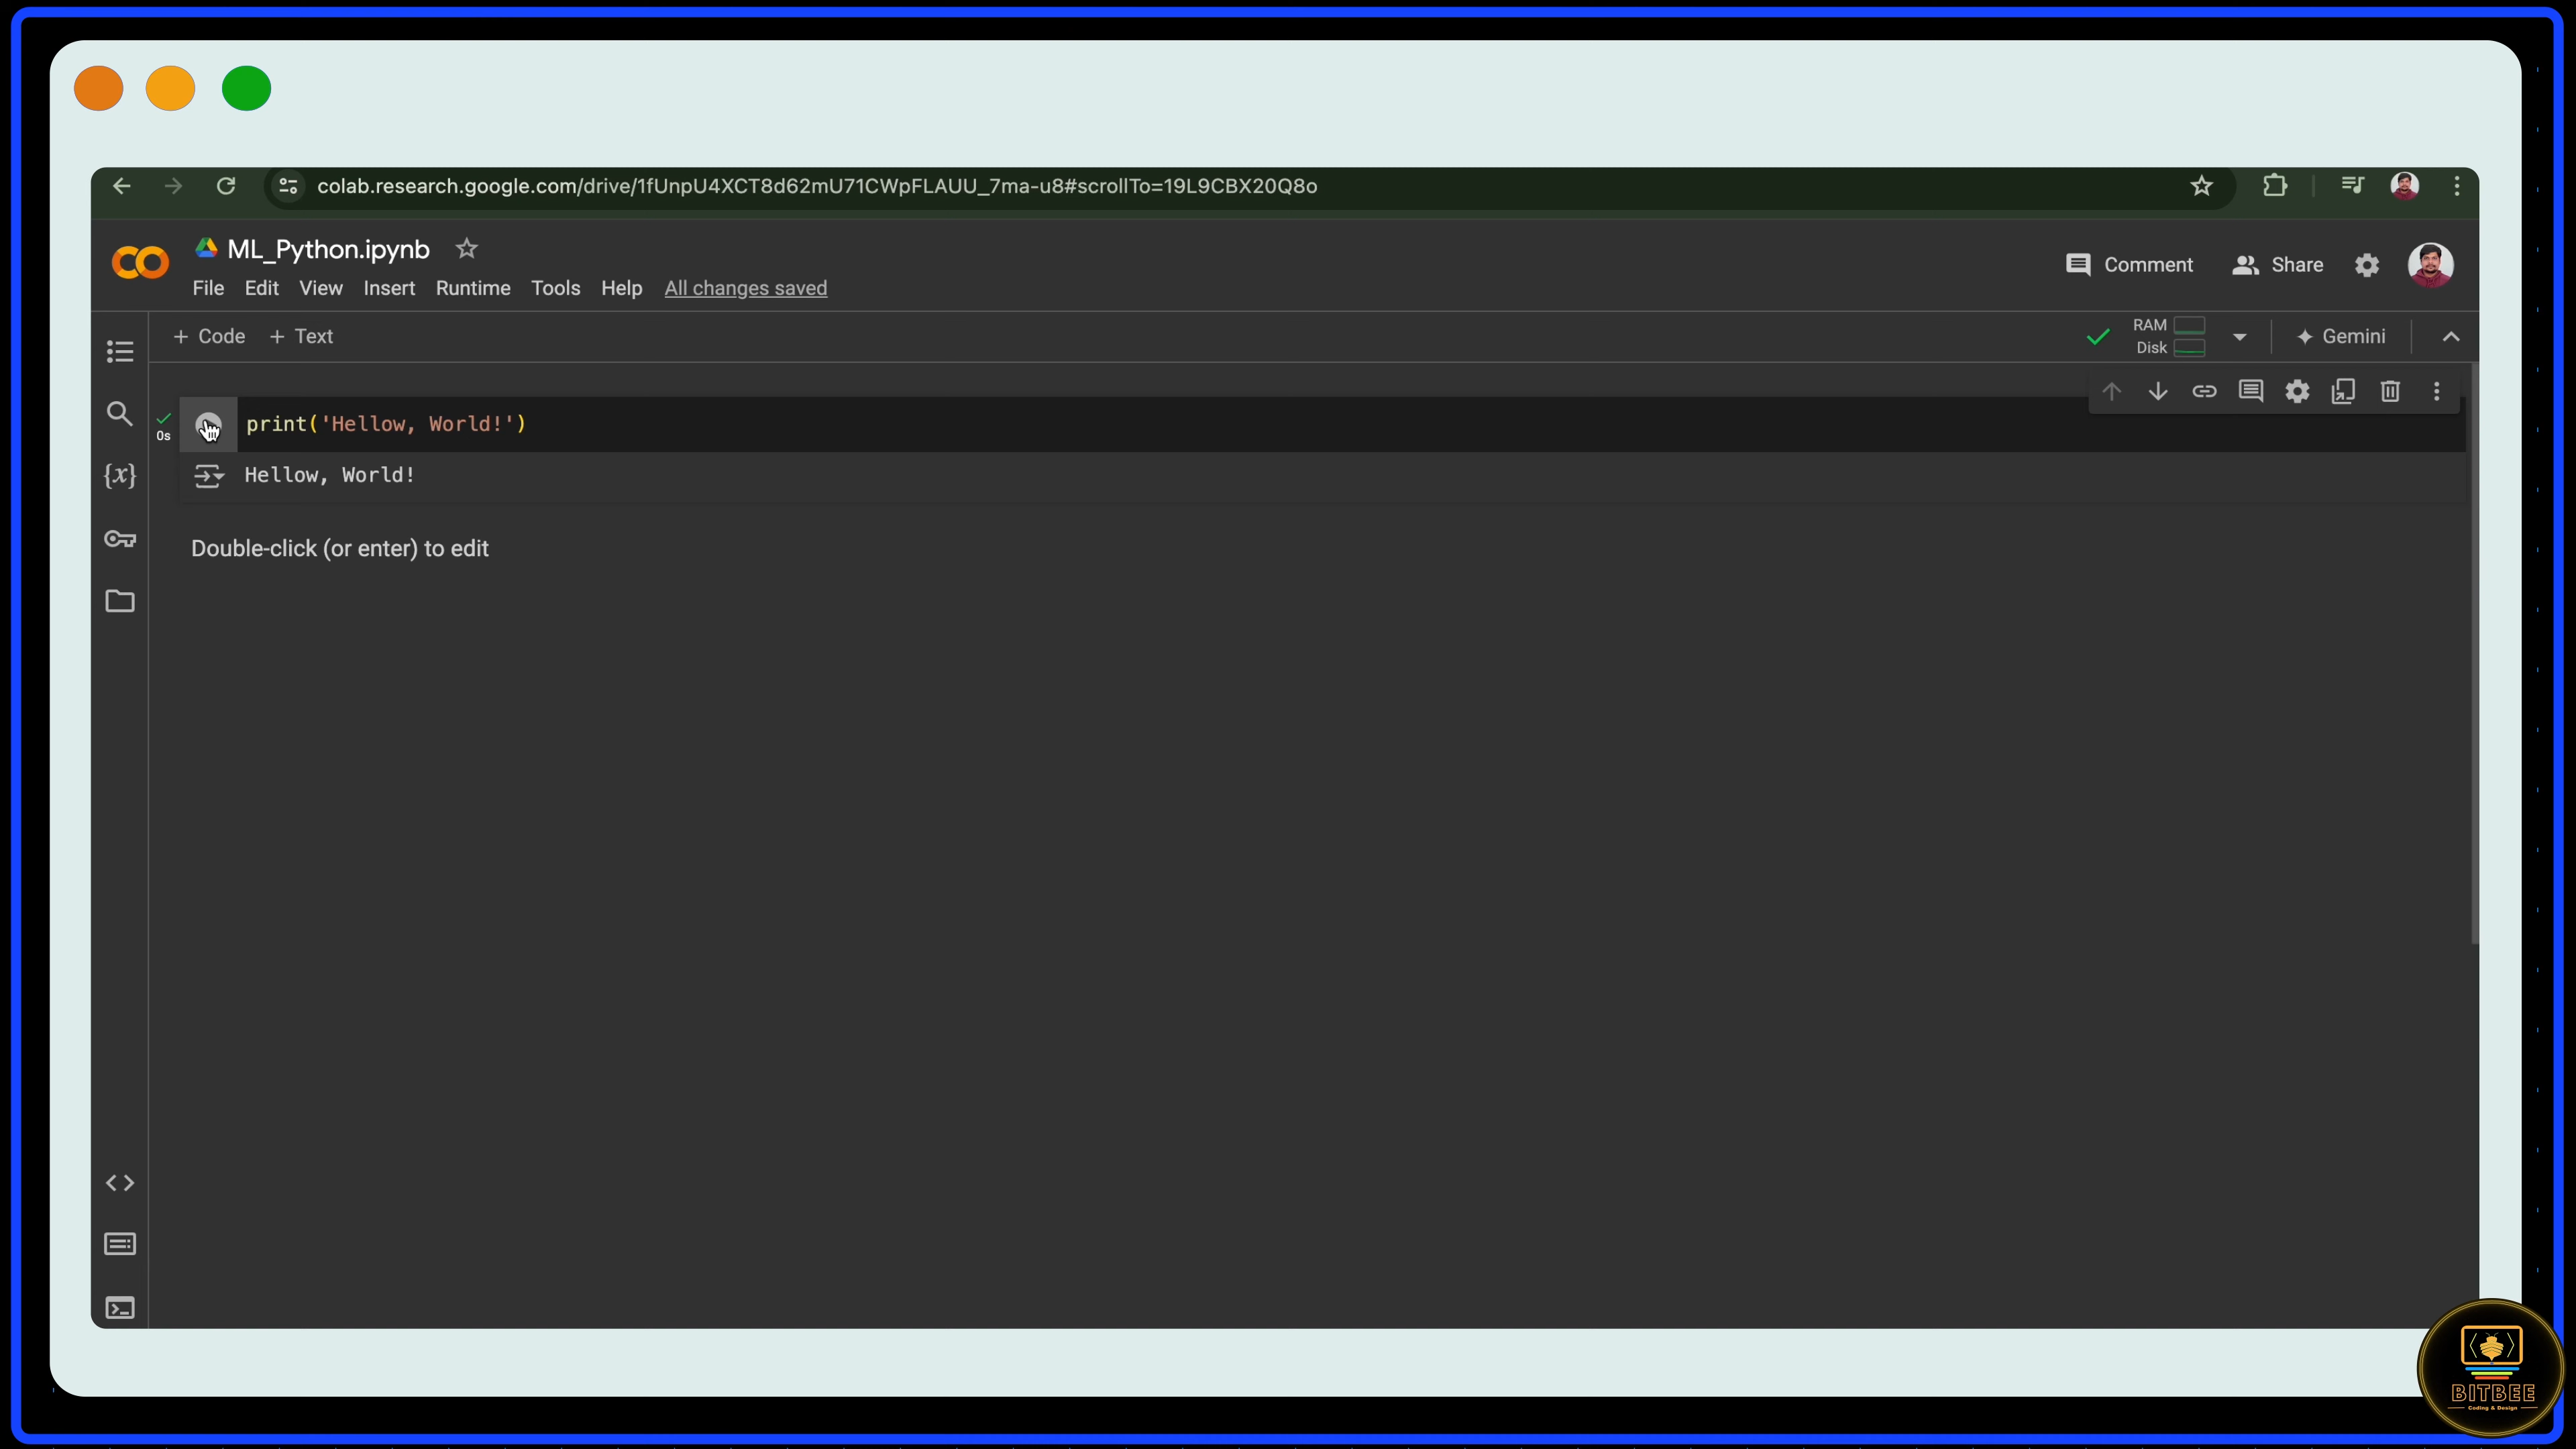 colab.research.google.com/drive/1fUnpU4XCT8d62mU71CWpFLAUU_7ma-u8#scrollTo=19L9CBX20Q8o
ML_Python.ipynb
Comment Share
File Edit View Insert Runtime Tools Help All changes saved
+ Code + Text
RAM
Disk
Gemini
0s
print('Hellow, World!')
{x}
Hellow, World!
Double-click (or enter) to edit
BITBEE
Coding & Design